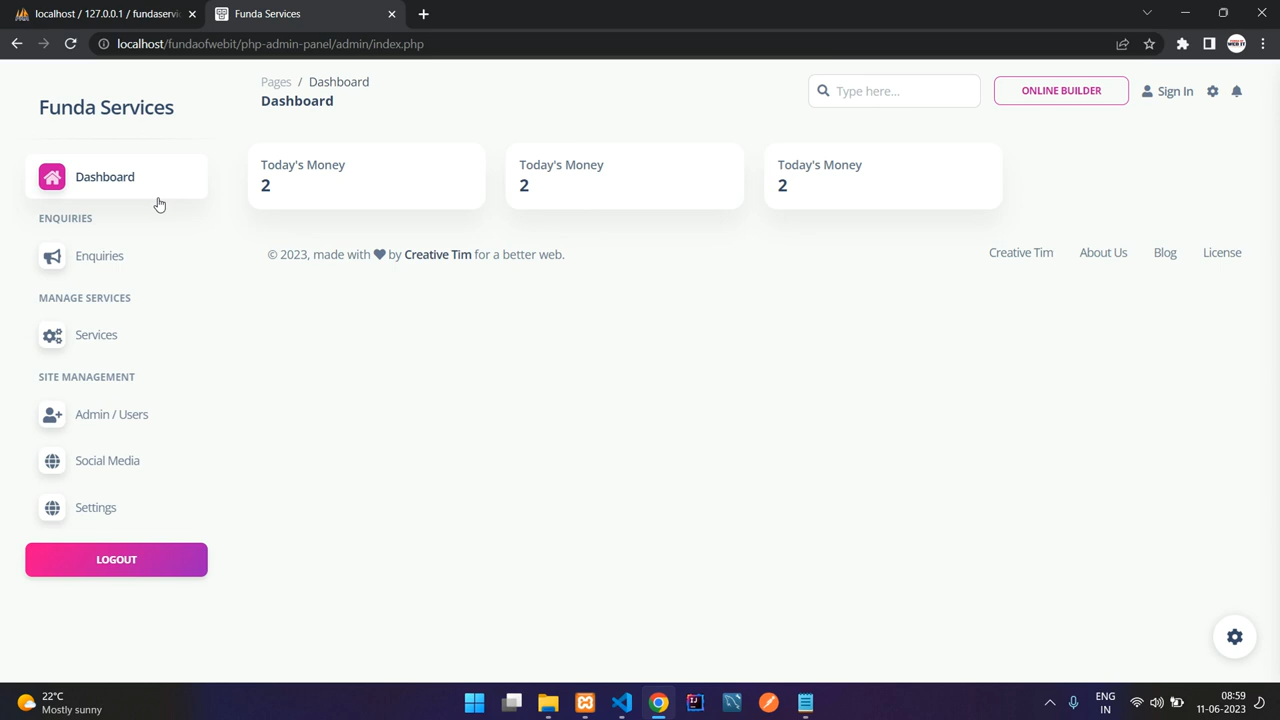 localhost / 127.0.0.1 / fundaservi
Funda Services
localhost/fundaofwebit/php-admin-panel/admin/index.php
Funda Services
Pages / Dashboard
Dashboard
Type here...
ONLINE BUILDER
Sign In
Dashboard
Today's Money
2
Today's Money
2
Today's Money
2
ENQUIRIES
Enquiries
MANAGE SERVICES
Services
SITE MANAGEMENT
Admin / Users
Social Media
Settings
LOGOUT
© 2023, made with by Creative Tim for a better web.
Creative Tim
About Us
Blog
License
22°C
Mostly sunny
ENG
IN
08:59
11-06-2023